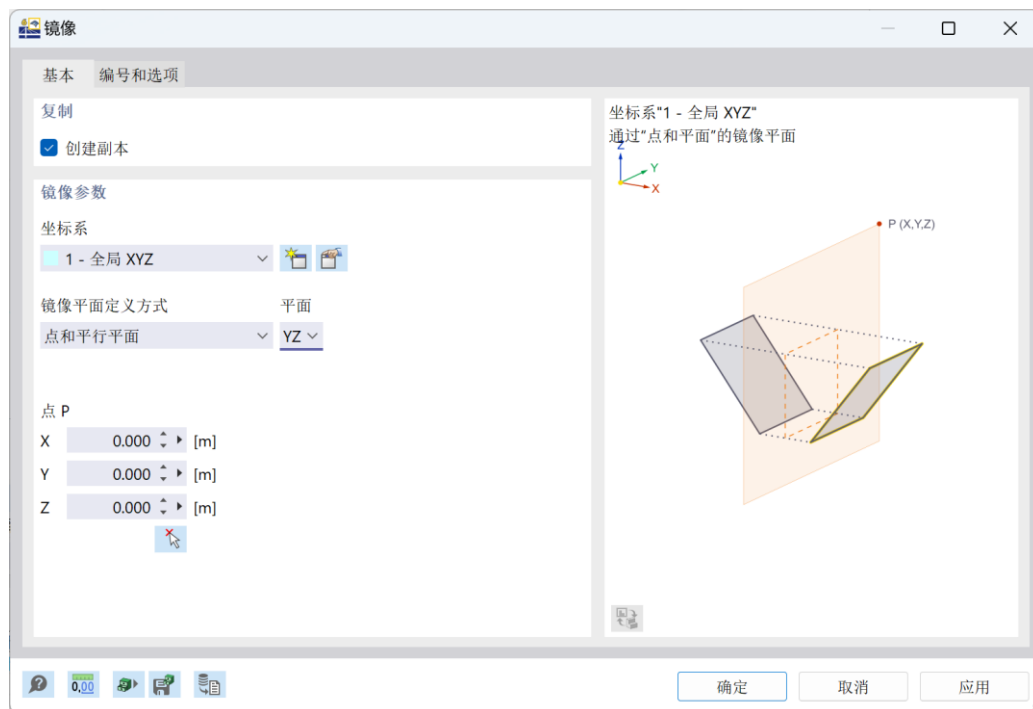 镜像
基本 编号和选项
复制
创建副本
镜像参数
坐标系
1 - 全局 XYZ
镜像平面定义方式 平面
点和平行平面 YZ
点 P
X 0.000 [m]
Y 0.000 [m]
Z 0.000 [m]
坐标系"1 - 全局 XYZ"
通过“点和平面”的镜像平面
Z
Y
X
P (X,Y,Z)
0,00
确定 取消 应用